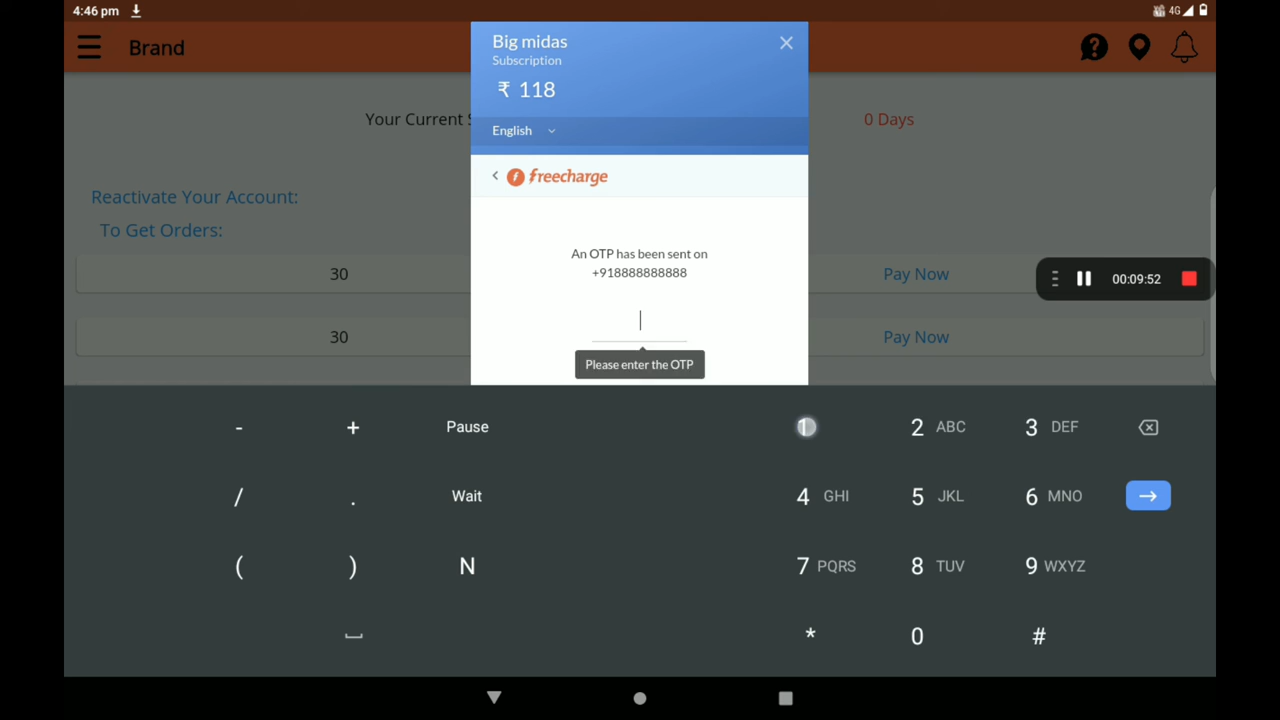 4:46 pm
4G
Brand
Big midas
Subscription
₹ 118
English
freecharge
Your Current S
0 Days
Reactivate Your Account:
To Get Orders:
30
Pay Now
30
Pay Now
An OTP has been sent on
+918888888888
Please enter the OTP
00:09:52
- + Pause 1 2 ABC 3 DEF
/ . Wait 4 GHI 5 JKL 6 MNO
( ) N 7 PQRS 8 TUV 9 WXYZ
* 0 #